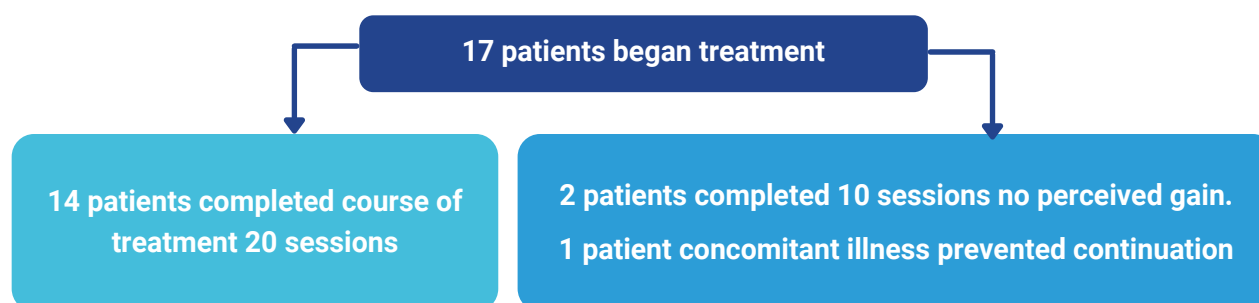 17 patients began treatment
14 patients completed course of
treatment 20 sessions
2 patients completed 10 sessions no perceived gain.
1 patient concomitant illness prevented continuation